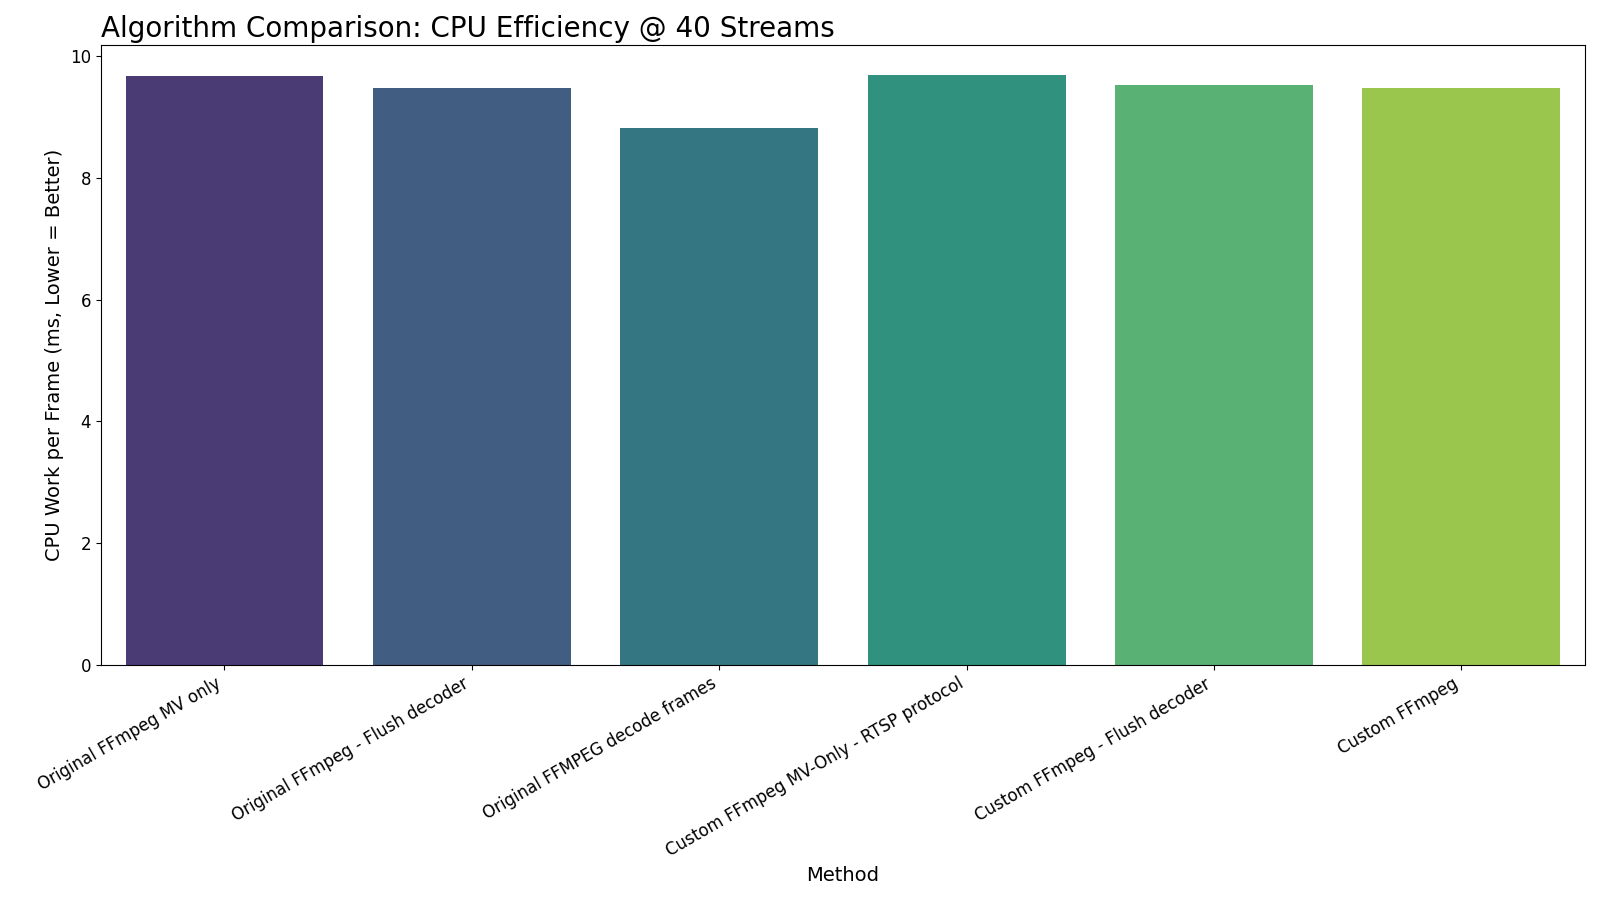 Algorithm Comparison: CPU Efficiency @ 40 Streams
CPU Work per Frame (ms, Lower = Better)
10
8
6
4
2
0
Original FFmpeg MV only
Original FFmpeg - Flush decoder
Original FFMPEG decode frames
Custom FFmpeg MV-Only - RTSP protocol
Custom FFmpeg - Flush decoder
Custom FFmpeg
Method